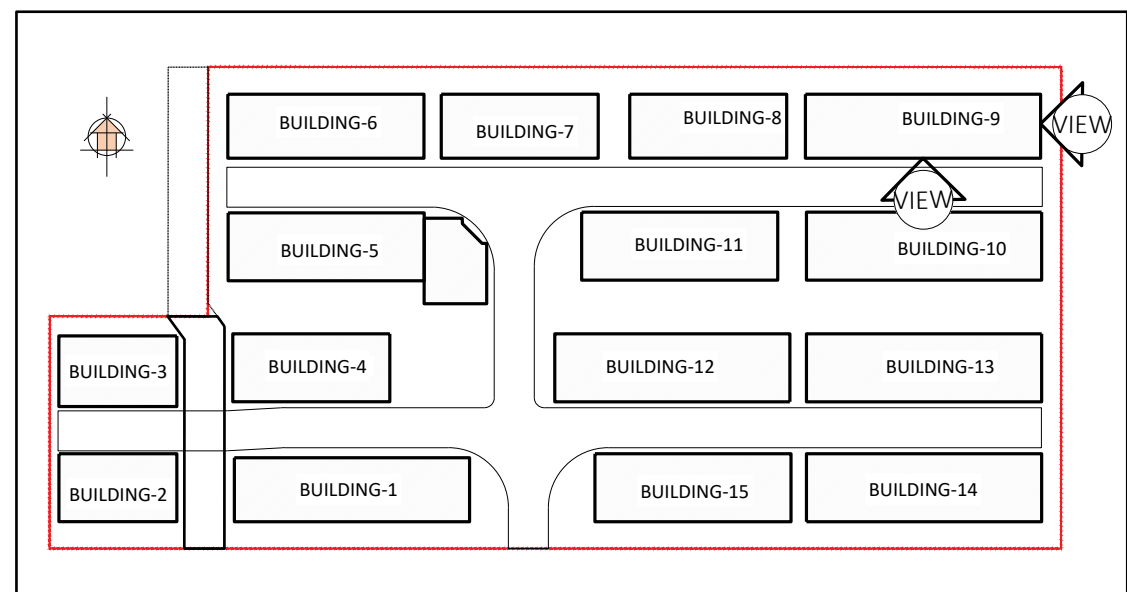 BUILDING-6
BUILDING-7
BUILDING-8
BUILDING-9
VIEW
VIEW
BUILDING-5
BUILDING-11
BUILDING-10
BUILDING-3
BUILDING-4
BUILDING-12
BUILDING-13
BUILDING-2
BUILDING-1
BUILDING-15
BUILDING-14